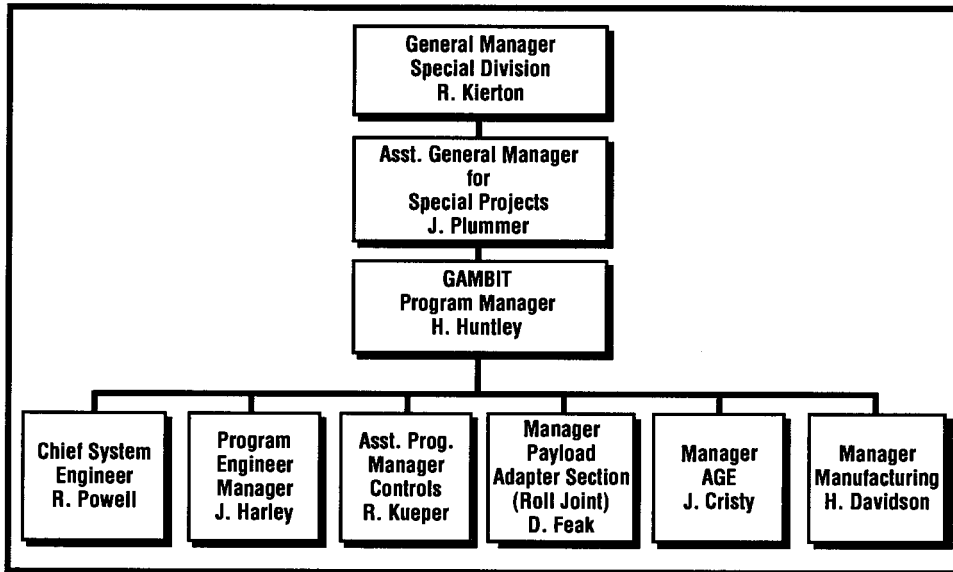 General Manager
Special Division
R. Kierton
Asst. General Manager
for
Special Projects
J. Plummer
GAMBIT
Program Manager
H. Huntley
Chief System
Engineer
R. Powell
Program
Engineer
Manager
J. Harley
Asst. Prog.
Manager
Controls
R. Kueper
Manager
Payload
Adapter Section
(Roll Joint)
D. Feak
Manager
AGE
J. Cristy
Manager
Manufacturing
H. Davidson